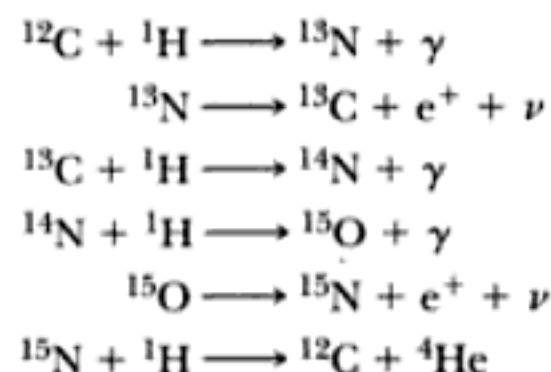 ¹²C + ¹H ⟶ ¹³N + γ
¹³N ⟶ ¹³C + e⁺ + ν
¹³C + ¹H ⟶ ¹⁴N + γ
¹⁴N + ¹H ⟶ ¹⁵O + γ
¹⁵O ⟶ ¹⁵N + e⁺ + ν
¹⁵N + ¹H ⟶ ¹²C + ⁴He